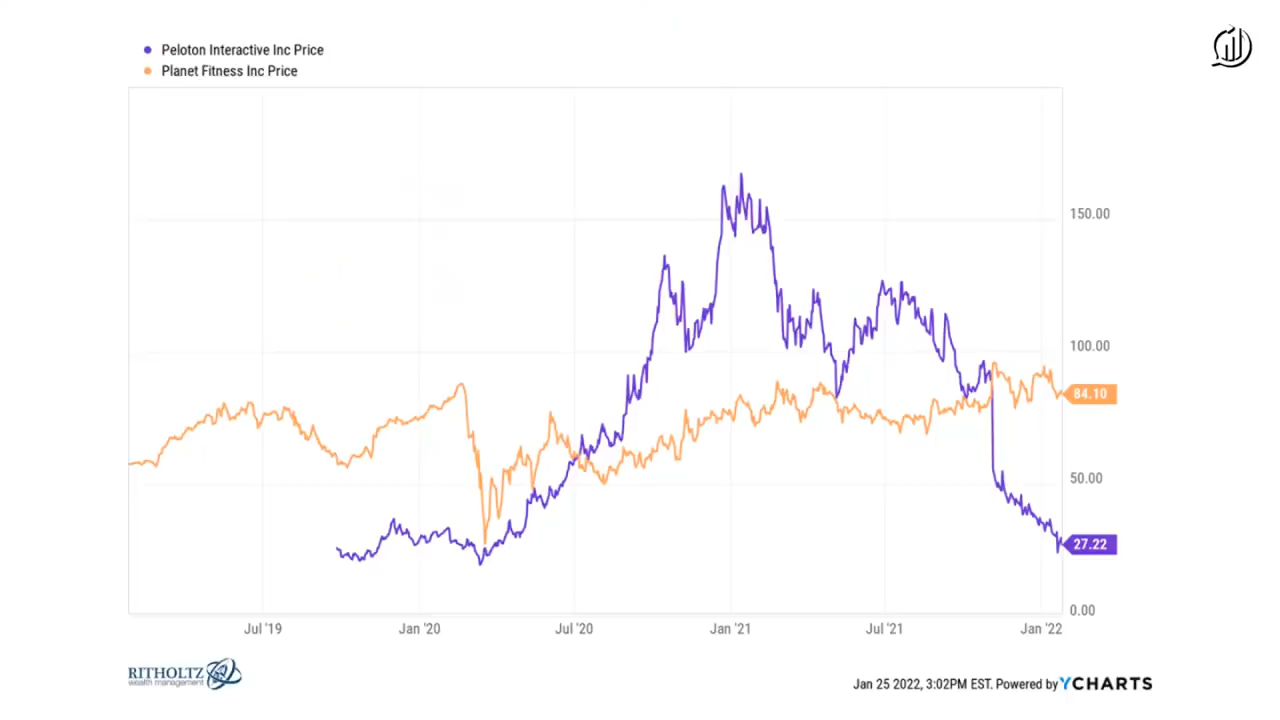 Peloton Interactive Inc Price
Planet Fitness Inc Price
150.00
100.00
84.10
50.00
27.22
0.00
Jul '19 Jan '20 Jul '20 Jan '21 Jul '21 Jan '22
RITHOLTZ
wealth management
Jan 25 2022, 3:02PM EST. Powered by YCHARTS